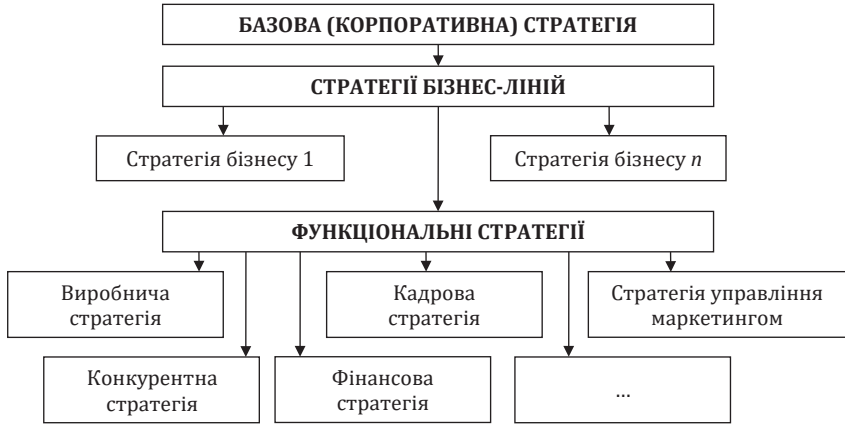 БАЗОВА (КОРПОРАТИВНА) СТРАТЕГІЯ
СТРАТЕГІЇ БІЗНЕС-ЛІНІЙ
Стратегія бізнесу 1
Стратегія бізнесу n
ФУНКЦІОНАЛЬНІ СТРАТЕГІЇ
Виробнича
стратегія
Кадрова
стратегія
Стратегія управління
маркетингом
Конкурентна
стратегія
Фінансова
стратегія
...